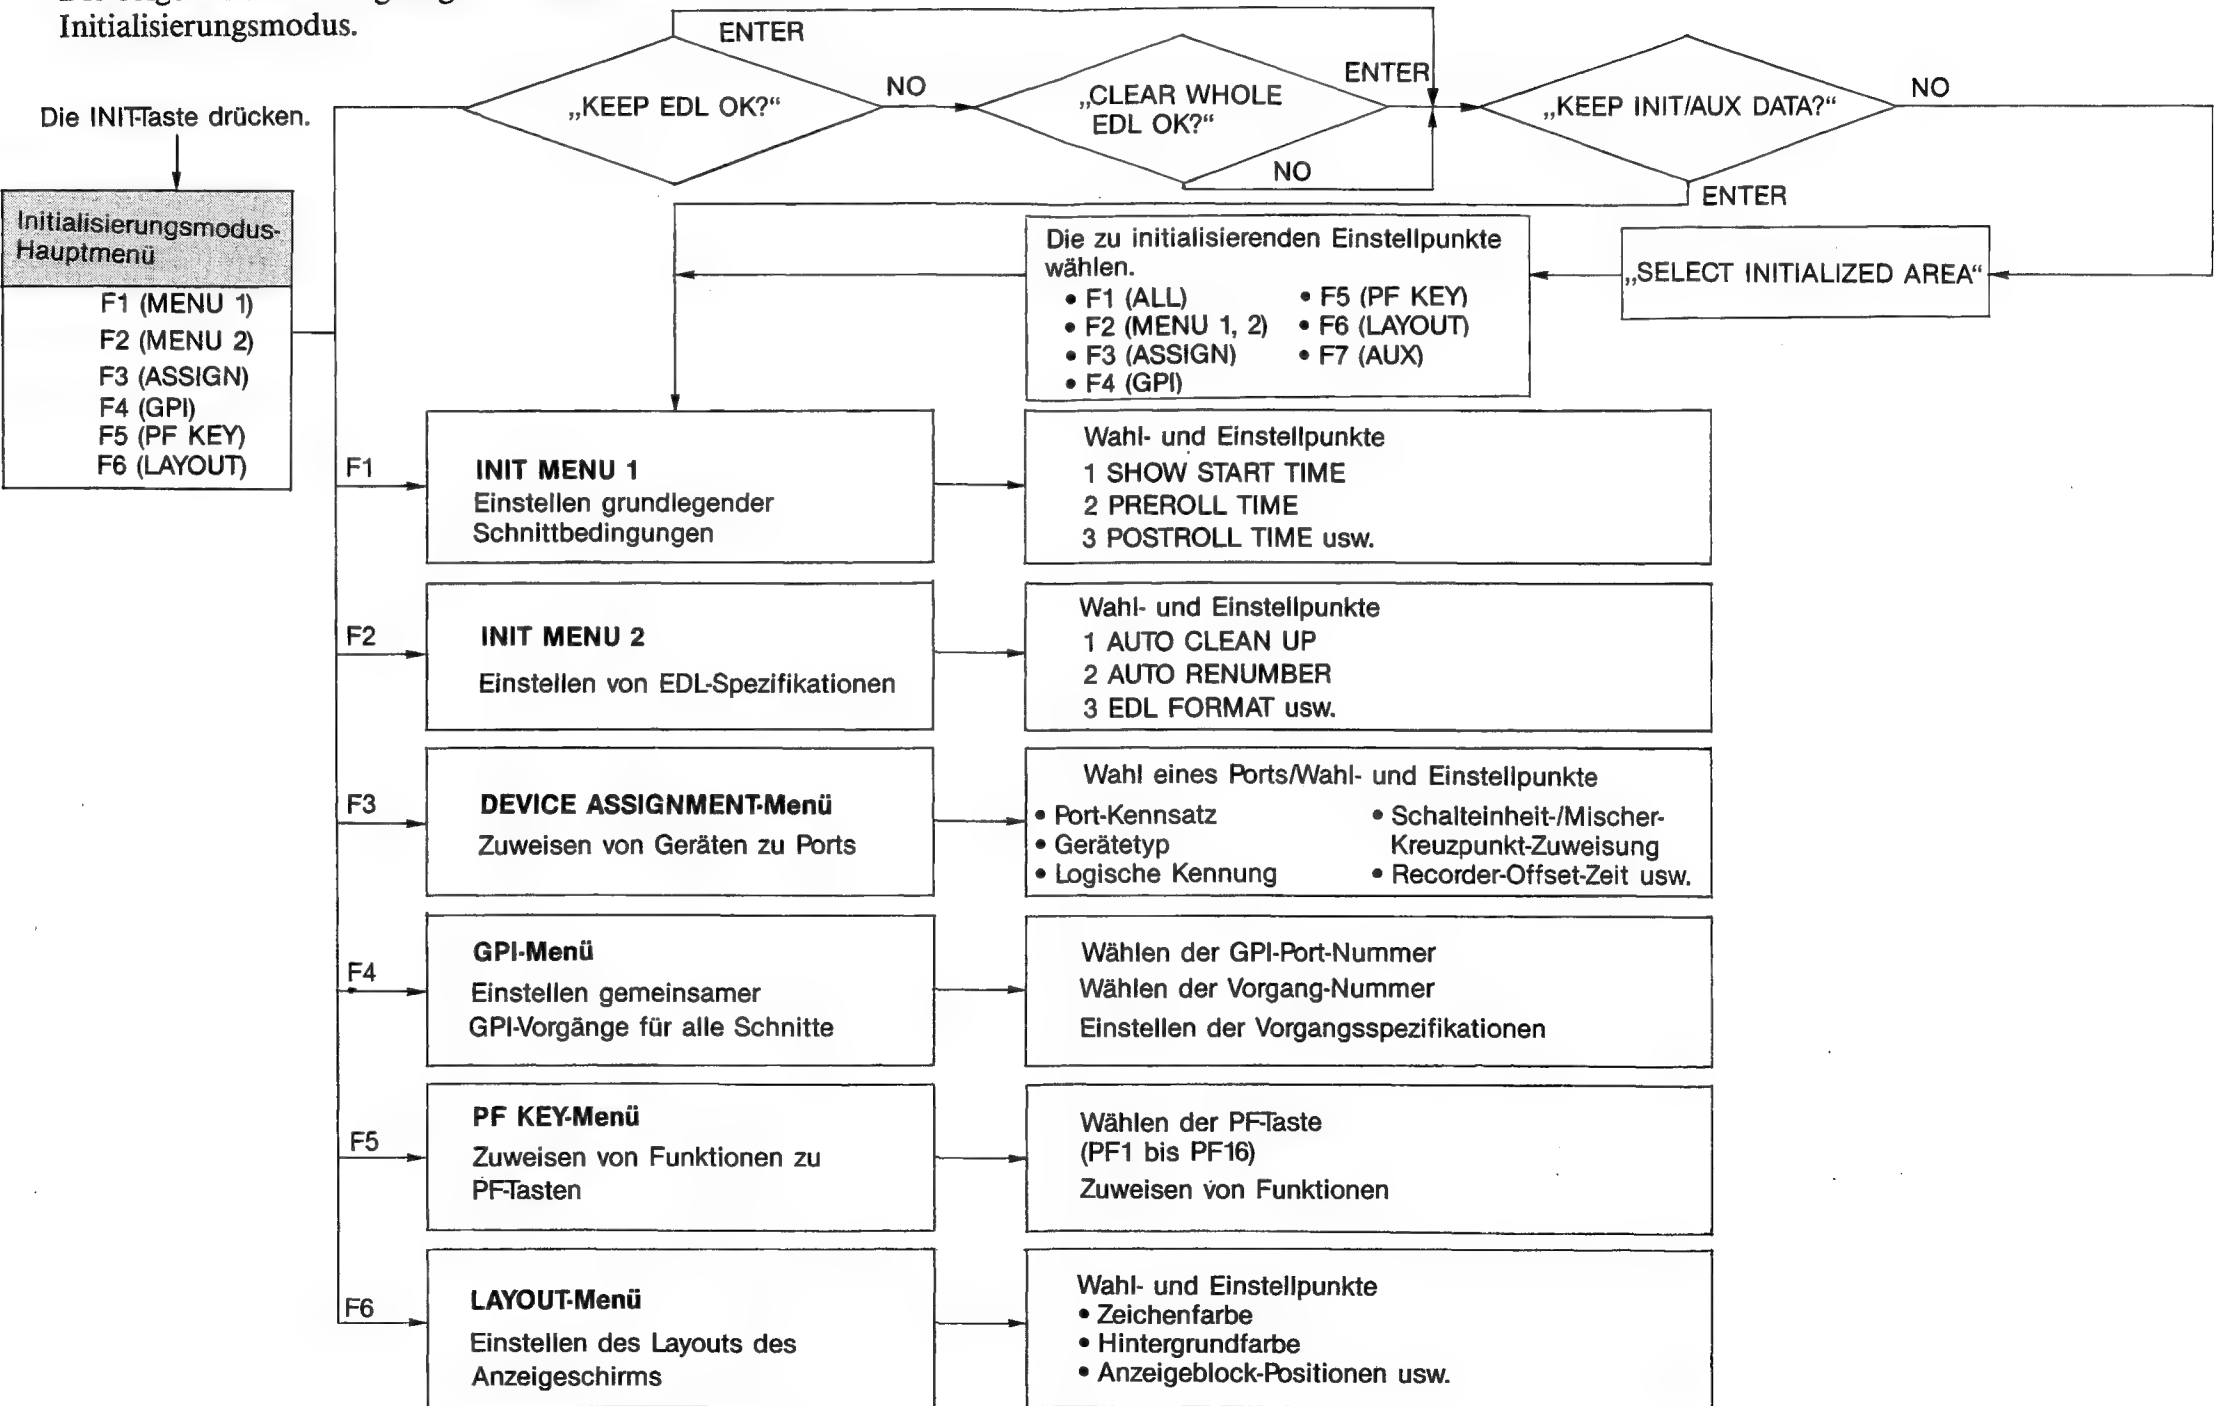 Initialisierungsmodus.
Die INIT-Taste drücken.
Initialisierungsmodus-
Hauptmenü
F1 (MENU 1)
F2 (MENU 2)
F3 (ASSIGN)
F4 (GPI)
F5 (PF KEY)
F6 (LAYOUT)
„KEEP EDL OK?“
ENTER
NO
„CLEAR WHOLE
EDL OK?“
ENTER
NO
„KEEP INIT/AUX DATA?“
NO
ENTER
„SELECT INITIALIZED AREA“
Die zu initialisierenden Einstellpunkte
wählen.
• F1 (ALL)
• F2 (MENU 1, 2)
• F3 (ASSIGN)
• F4 (GPI)
• F5 (PF KEY)
• F6 (LAYOUT)
• F7 (AUX)
F1
INIT MENU 1
Einstellen grundlegender
Schnittbedingungen
Wahl- und Einstellpunkte
1 SHOW START TIME
2 PREROLL TIME
3 POSTROLL TIME usw.
F2
INIT MENU 2
Einstellen von EDL-Spezifikationen
Wahl- und Einstellpunkte
1 AUTO CLEAN UP
2 AUTO RENUMBER
3 EDL FORMAT usw.
F3
DEVICE ASSIGNMENT-Menü
Zuweisen von Geräten zu Ports
Wahl eines Ports/Wahl- und Einstellpunkte
• Port-Kennsatz
• Gerätetyp
• Logische Kennung
• Schalteinheit-/Mischer-
Kreuzpunkt-Zuweisung
• Recorder-Offset-Zeit usw.
F4
GPI-Menü
Einstellen gemeinsamer
GPI-Vorgänge für alle Schnitte
Wählen der GPI-Port-Nummer
Wählen der Vorgang-Nummer
Einstellen der Vorgangsspezifikationen
F5
PF KEY-Menü
Zuweisen von Funktionen zu
PF-Tasten
Wählen der PF-Taste
(PF1 bis PF16)
Zuweisen von Funktionen
F6
LAYOUT-Menü
Einstellen des Layouts des
Anzeigeschirms
Wahl- und Einstellpunkte
• Zeichenfarbe
• Hintergrundfarbe
• Anzeigeblock-Positionen usw.